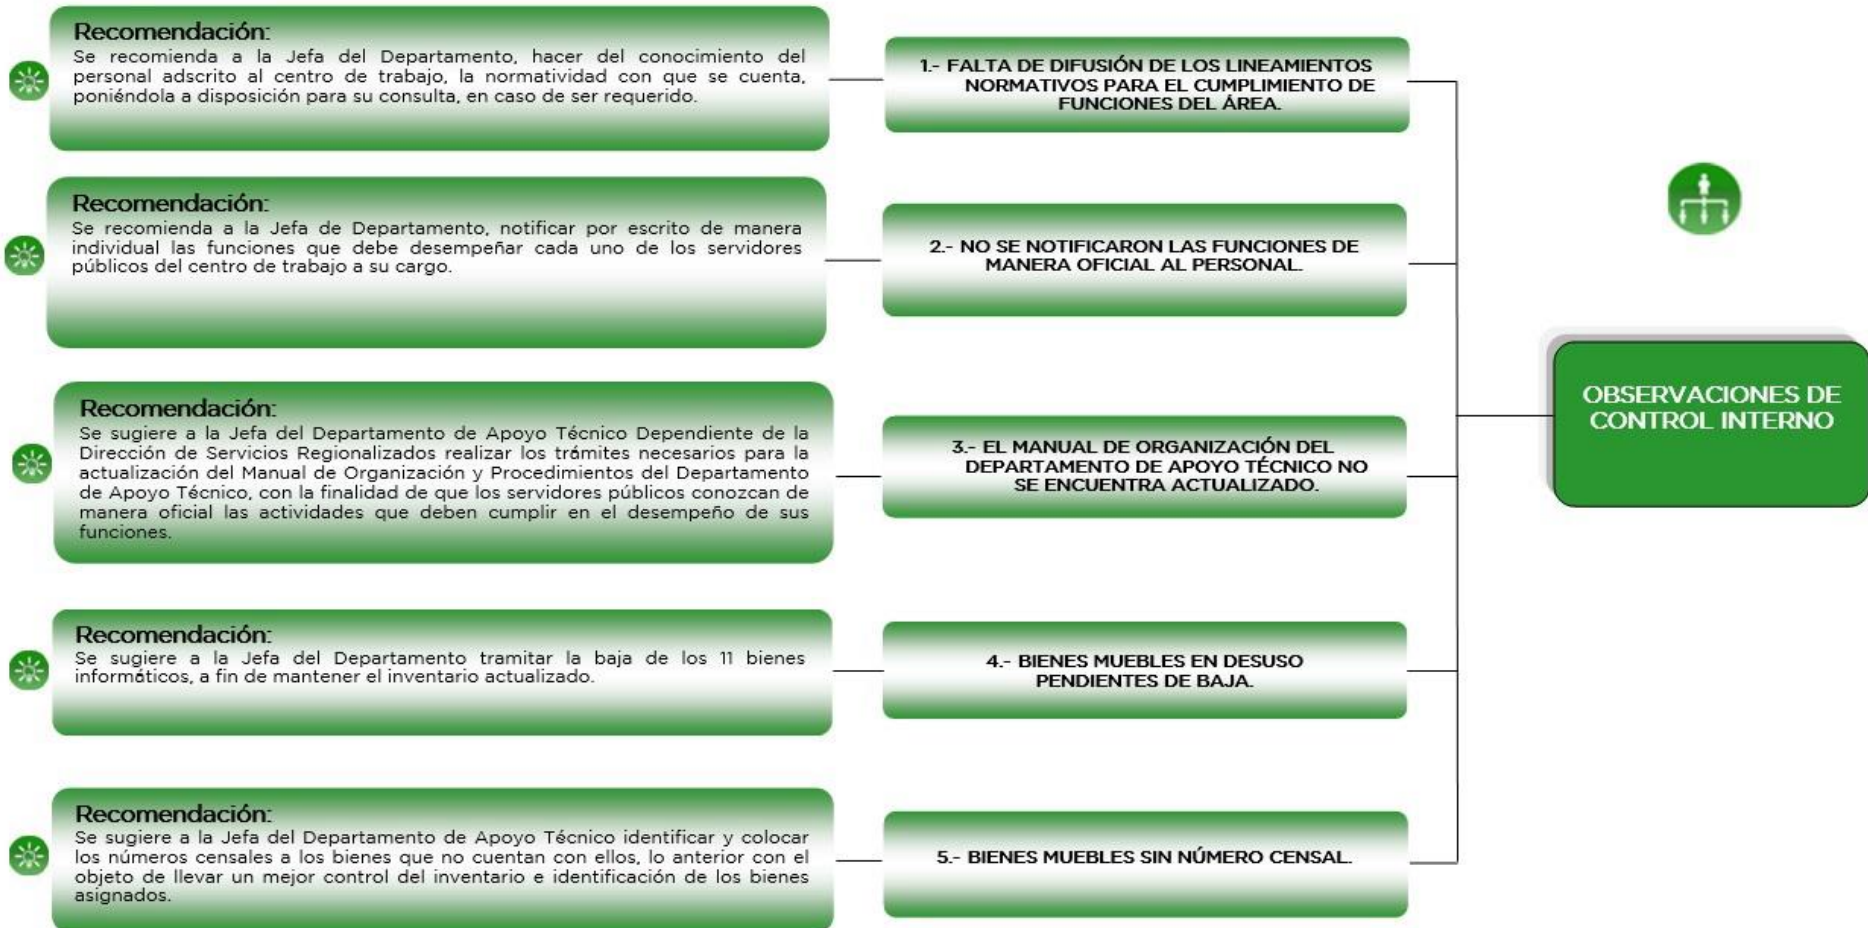 Recomendación:
Se recomienda a la Jefa del Departamento, hacer del conocimiento del
personal adscrito al centro de trabajo, la normatividad con que se cuenta,
poniéndola a disposición para su consulta, en caso de ser requerido.
1.- FALTA DE DIFUSIÓN DE LOS LINEAMIENTOS
NORMATIVOS PARA EL CUMPLIMIENTO DE
FUNCIONES DEL ÁREA.
Recomendación:
Se recomienda a la Jefa de Departamento, notificar por escrito de manera
individual las funciones que debe desempeñar cada uno de los servidores
públicos del centro de trabajo a su cargo.
2.- NO SE NOTIFICARON LAS FUNCIONES DE
MANERA OFICIAL AL PERSONAL.
Recomendación:
Se sugiere a la Jefa del Departamento de Apoyo Técnico Dependiente de la
Dirección de Servicios Regionalizados realizar los trámites necesarios para la
actualización del Manual de Organización y Procedimientos del Departamento
de Apoyo Técnico, con la finalidad de que los servidores públicos conozcan de
manera oficial las actividades que deben cumplir en el desempeño de sus
funciones.
3.- EL MANUAL DE ORGANIZACIÓN DEL
DEPARTAMENTO DE APOYO TÉCNICO NO
SE ENCUENTRA ACTUALIZADO.
Recomendación:
Se sugiere a la Jefa del Departamento tramitar la baja de los 11 bienes
informáticos, a fin de mantener el inventario actualizado.
4.- BIENES MUEBLES EN DESUSO
PENDIENTES DE BAJA.
Recomendación:
Se sugiere a la Jefa del Departamento de Apoyo Técnico identificar y colocar
los números censales a los bienes que no cuentan con ellos, lo anterior con el
objeto de llevar un mejor control del inventario e identificación de los bienes
asignados.
5.- BIENES MUEBLES SIN NÚMERO CENSAL.
OBSERVACIONES DE
CONTROL INTERNO